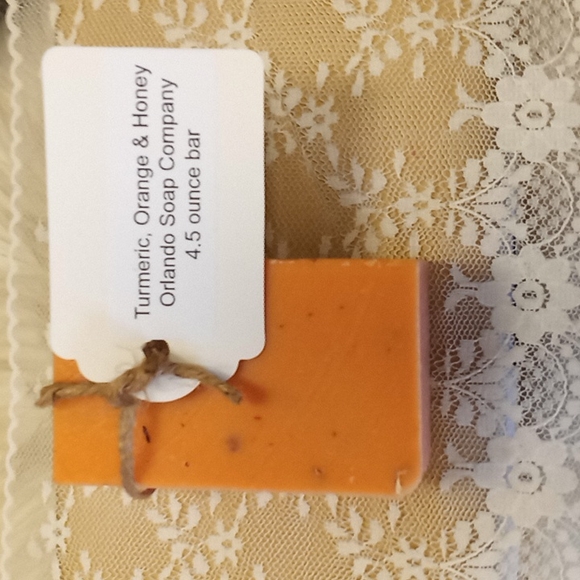 Turmeric, Orange & Honey
Orlando Soap Company
4.5 ounce bar